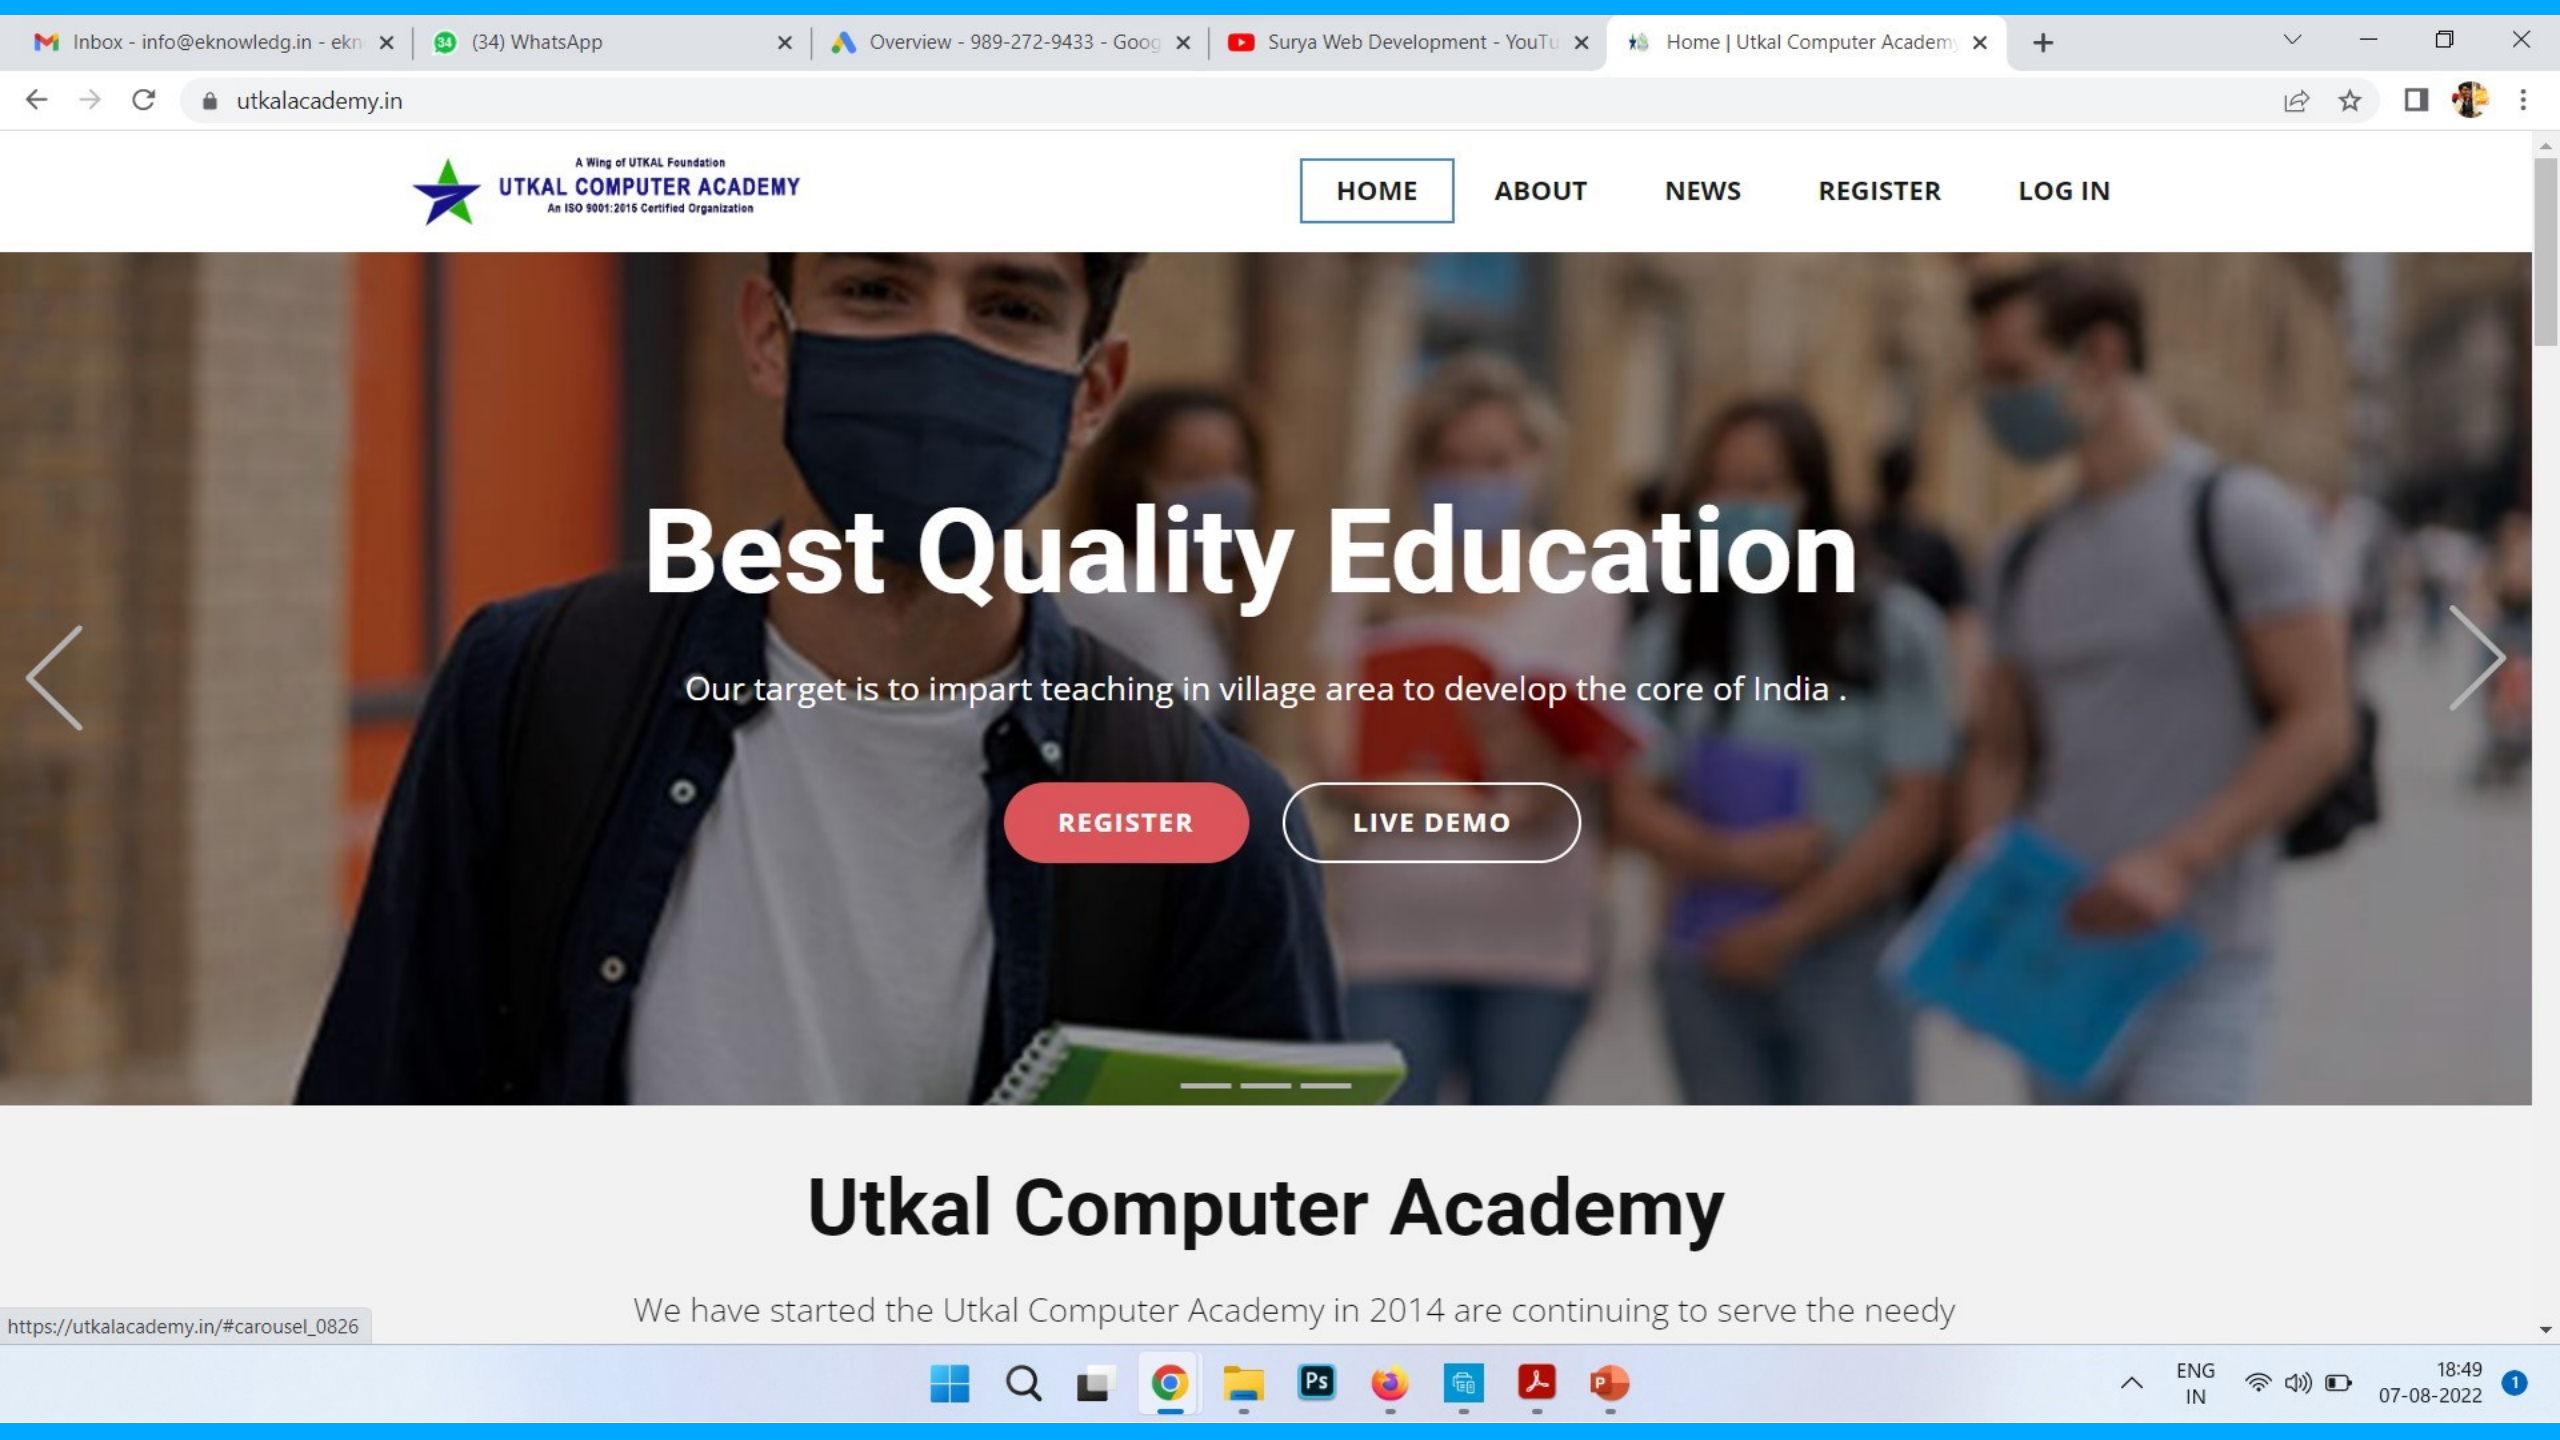 Inbox - info@eknowledg.in - ekn
34
(34) WhatsApp
Overview - 989-272-9433 - Goog
Surya Web Development - YouTu
Home | Utkal Computer Academy
utkalacademy.in
A Wing of UTKAL Foundation
UTKAL COMPUTER ACADEMY
An ISO 9001:2015 Certified Organization
HOME
ABOUT
NEWS
REGISTER
LOG IN
Best Quality Education
Our target is to impart teaching in village area to develop the core of India .
REGISTER
LIVE DEMO
Utkal Computer Academy
We have started the Utkal Computer Academy in 2014 are continuing to serve the needy
https://utkalacademy.in/#carousel_0826
Ps
P
ENG
IN
18:49
07-08-2022
1